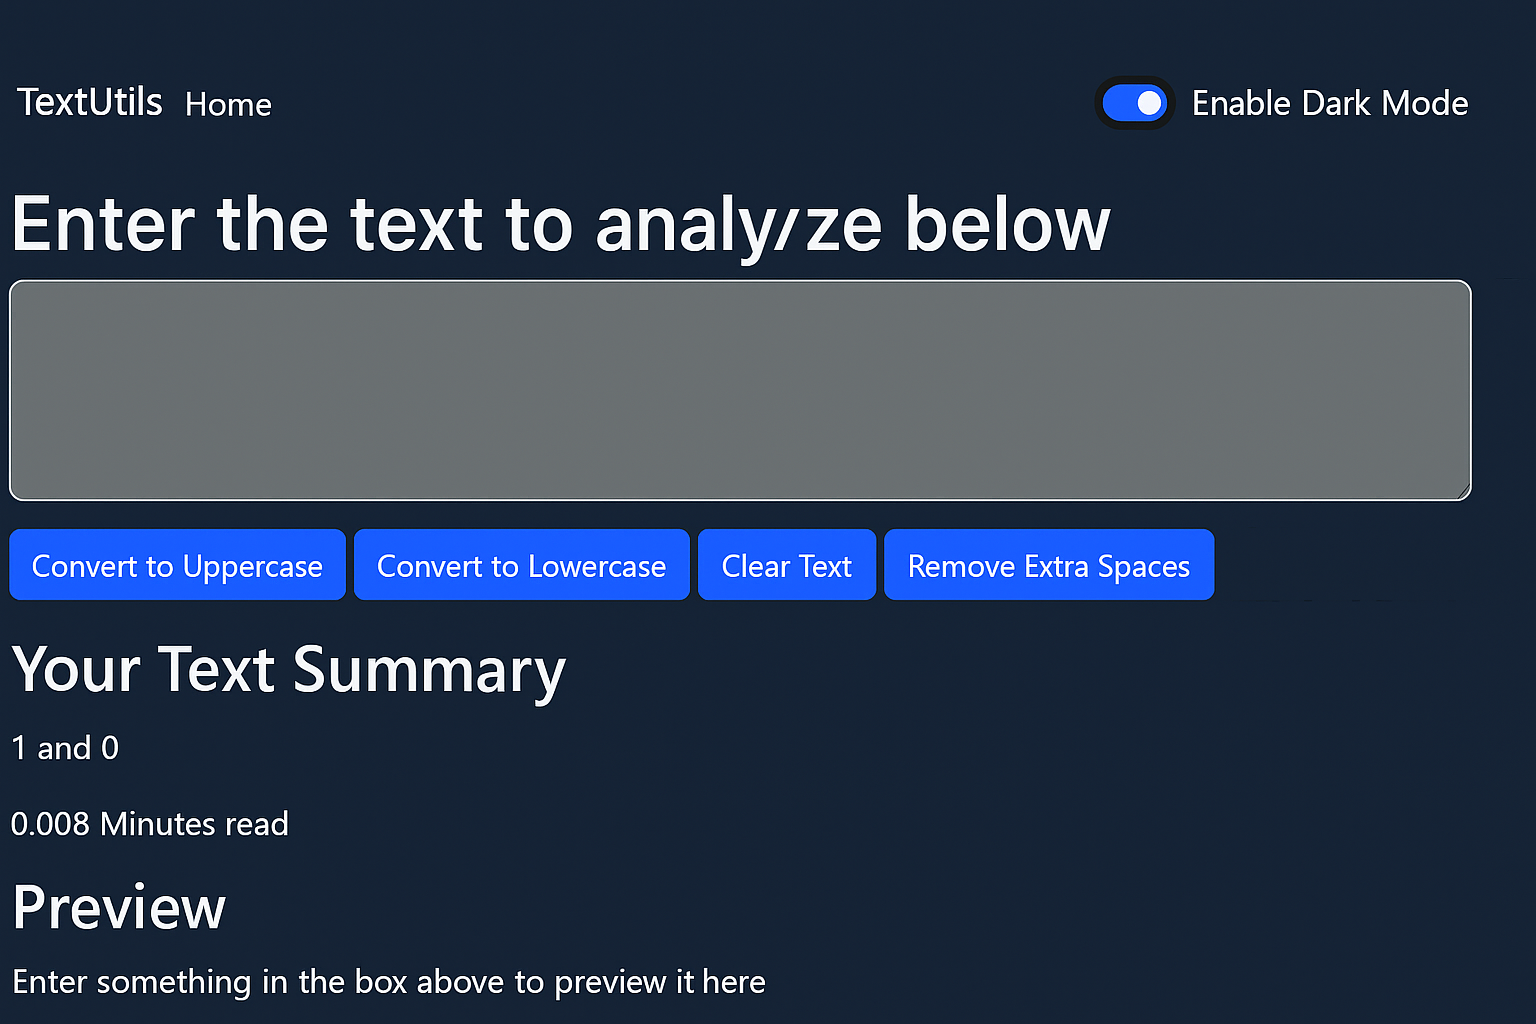 TextUtils Home Enable Dark Mode
Enter the text to analy/ze below
Convert to Uppercase Convert to Lowercase Clear Text Remove Extra Spaces
Your Text Summary
1 and 0
0.008 Minutes read
Preview
Enter something in the box above to preview it here